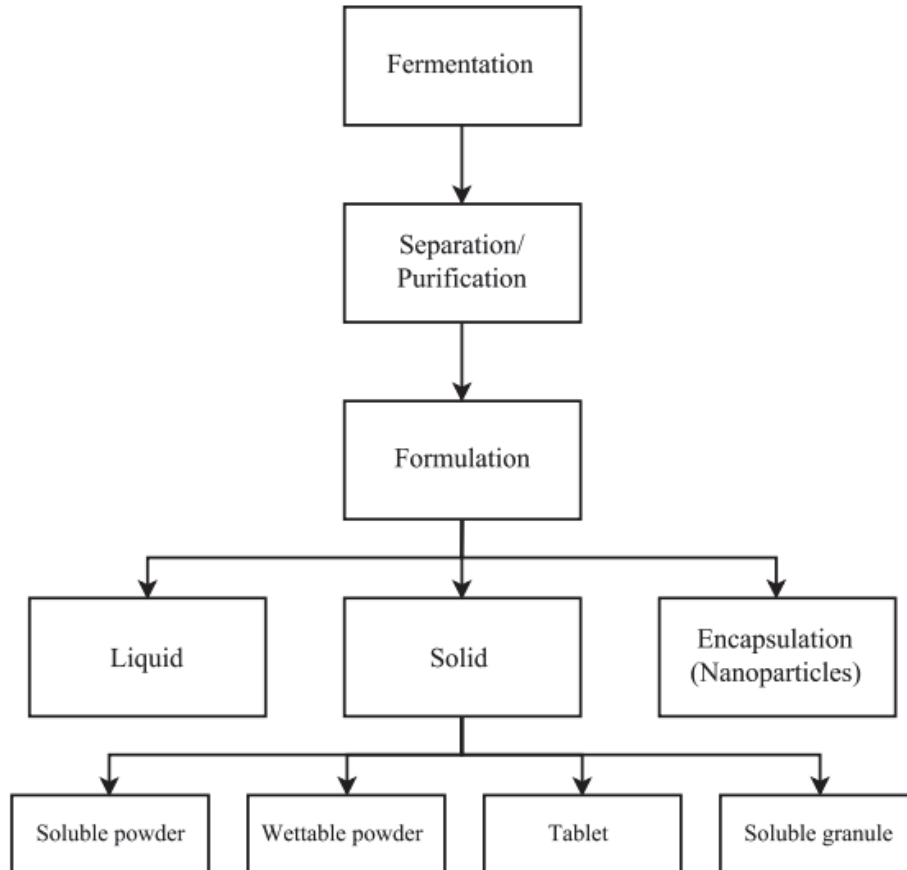 Fermentation
Separation/
Purification
Formulation
Liquid
Solid
Encapsulation
(Nanoparticles)
Soluble powder
Wettable powder
Tablet
Soluble granule